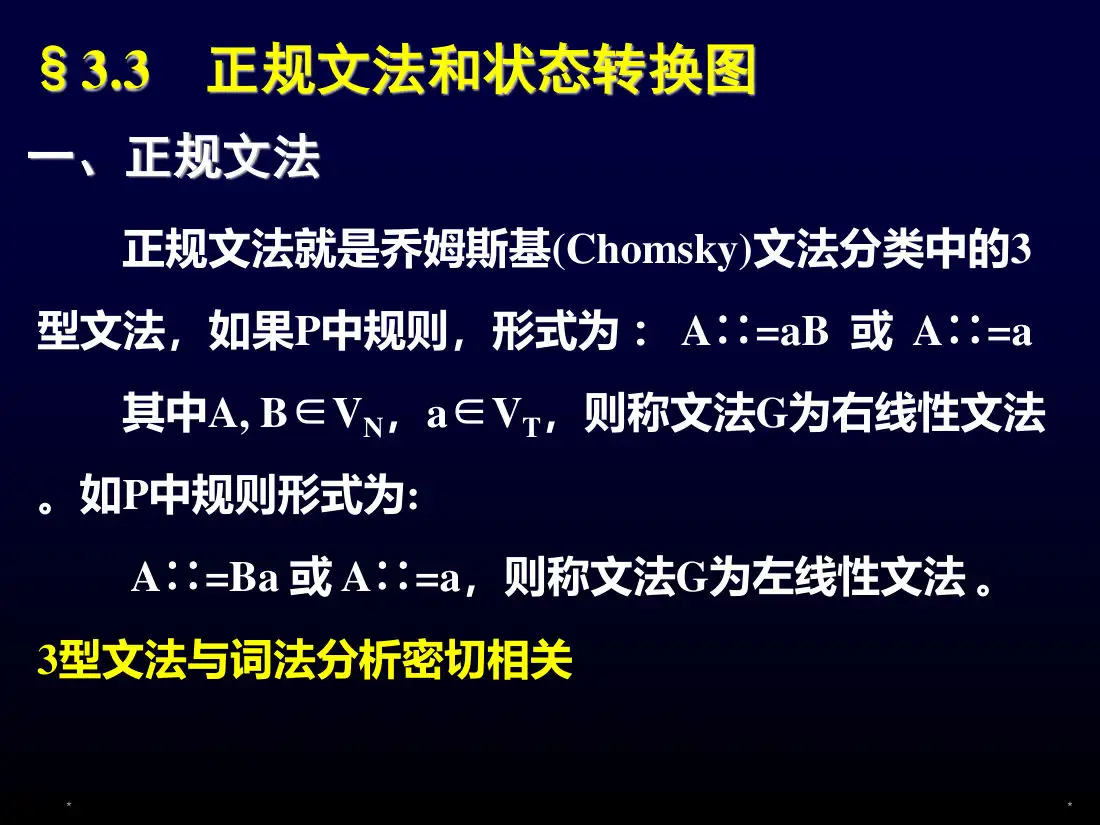 §3.3 正规文法和状态转换图
一、正规文法
正规文法就是乔姆斯基(Chomsky)文法分类中的3
型文法，如果P中规则，形式为 ： A∷=aB 或 A∷=a
其中A, B∈VN，a∈VT，则称文法G为右线性文法
。如P中规则形式为:
A∷=Ba 或 A∷=a，则称文法G为左线性文法 。
3型文法与词法分析密切相关
* *